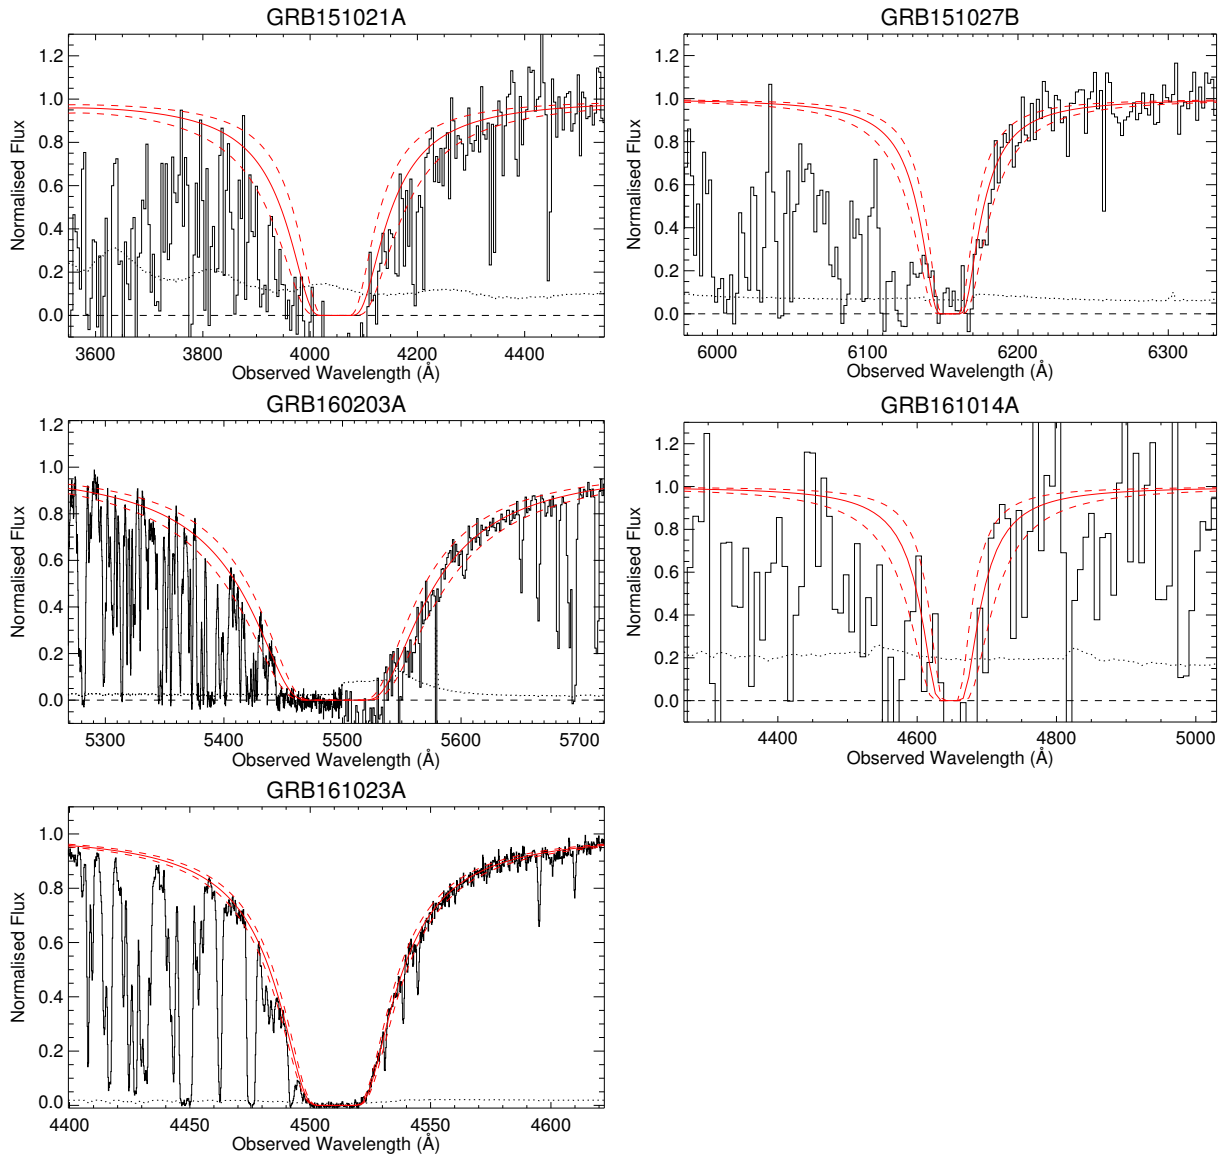 GRB151021A
1.2
1.0
0.8
0.6
0.4
0.2
0.0
Normalised Flux
3600 3800 4000 4200 4400
Observed Wavelength (Å)
GRB151027B
1.2
1.0
0.8
0.6
0.4
0.2
0.0
Normalised Flux
6000 6100 6200 6300
Observed Wavelength (Å)
GRB160203A
1.2
1.0
0.8
0.6
0.4
0.2
0.0
Normalised Flux
5300 5400 5500 5600 5700
Observed Wavelength (Å)
GRB161014A
1.2
1.0
0.8
0.6
0.4
0.2
0.0
Normalised Flux
4400 4600 4800 5000
Observed Wavelength (Å)
GRB161023A
1.0
0.8
0.6
0.4
0.2
0.0
Normalised Flux
4400 4450 4500 4550 4600
Observed Wavelength (Å)